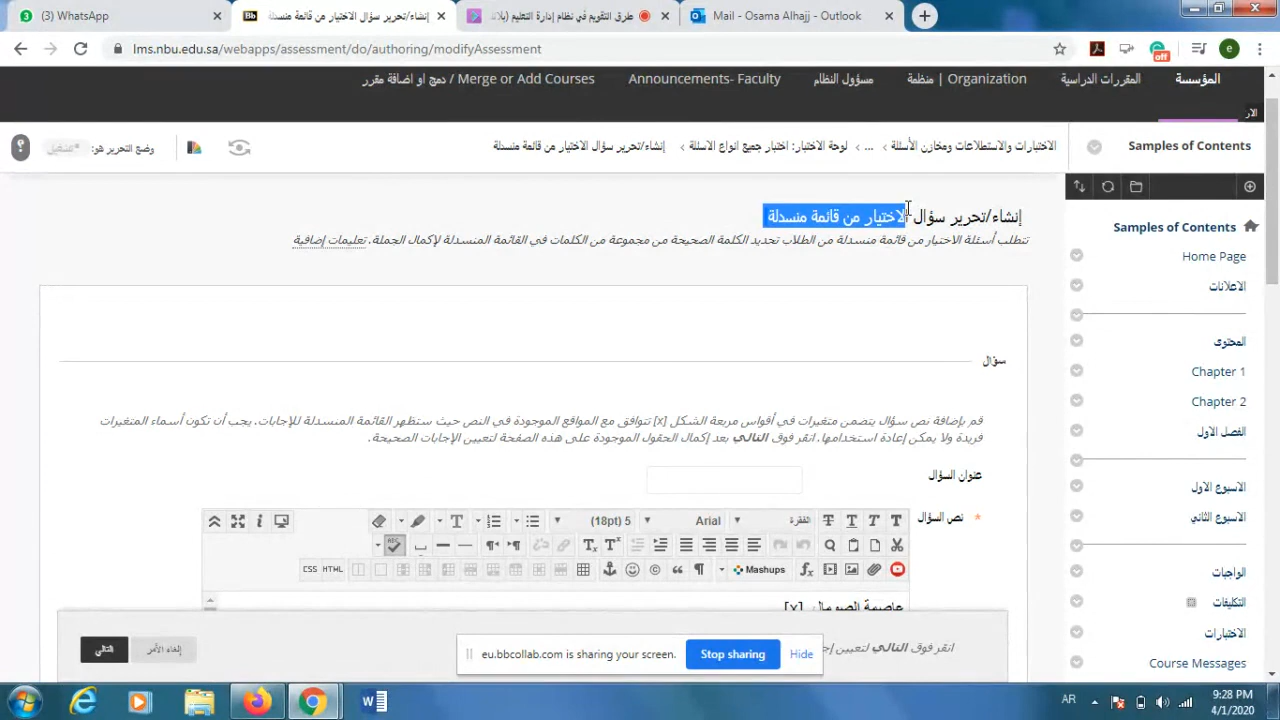 (3) WhatsApp
إنشاء/تحرير سؤال الاختيار من قائمة منسدلة
طرق التقويم في نظام إدارة التعليم (بلا
Mail - Osama Alhajj - Outlook
lms.nbu.edu.sa/webapps/assessment/do/authoring/modifyAssessment
off
e
المؤسسة
المقررات الدراسية
منظمة | Organization
مسؤول النظام
Announcements- Faculty
دمج او اضافة مقرر / Merge or Add Courses
الار
Samples of Contents
الاختبارات والاستطلاعات ومخازن الأسئلة
...
لوحة الاختبار: اختبار جميع انواع الاسئلة
إنشاء/تحرير سؤال الاختيار من قائمة منسدلة
وضع التحرير هو:
إنشاء/تحرير سؤال الاختيار من قائمة منسدلة
تتطلب أسئلة الاختيار من قائمة منسدلة من الطلاب تحديد الكلمة الصحيحة من مجموعة من الكلمات في القائمة المنسدلة لإكمال الجملة. تعليمات إضافية
سؤال
قم بإضافة نص سؤال يتضمن متغيرات في أقواس مربعة الشكل [x] تتوافق مع المواقع الموجودة في النص حيث ستظهر القائمة المنسدلة للإجابات. يجب أن تكون أسماء المتغيرات
فريدة ولا يمكن إعادة استخدامها. انقر فوق التالي بعد إكمال الحقول الموجودة على هذه الصفحة لتعيين الإجابات الصحيحة.
عنوان السؤال
نص السؤال
الفقرة
Arial
5 (18pt)
Mashups
HTML CSS
عاصمة الصومال [x]
انقر فوق التالي لتعيين
إلغاء الأمر
التالي
eu.bbcollab.com is sharing your screen.
Stop sharing
Hide
Samples of Contents
Home Page
الاعلانات
المحتوى
Chapter 1
Chapter 2
الفصل الاول
الاسبوع الاول
الاسبوع الثاني
الواجبات
التكليفات
الاختبارات
Course Messages
AR
9:28 PM
4/1/2020